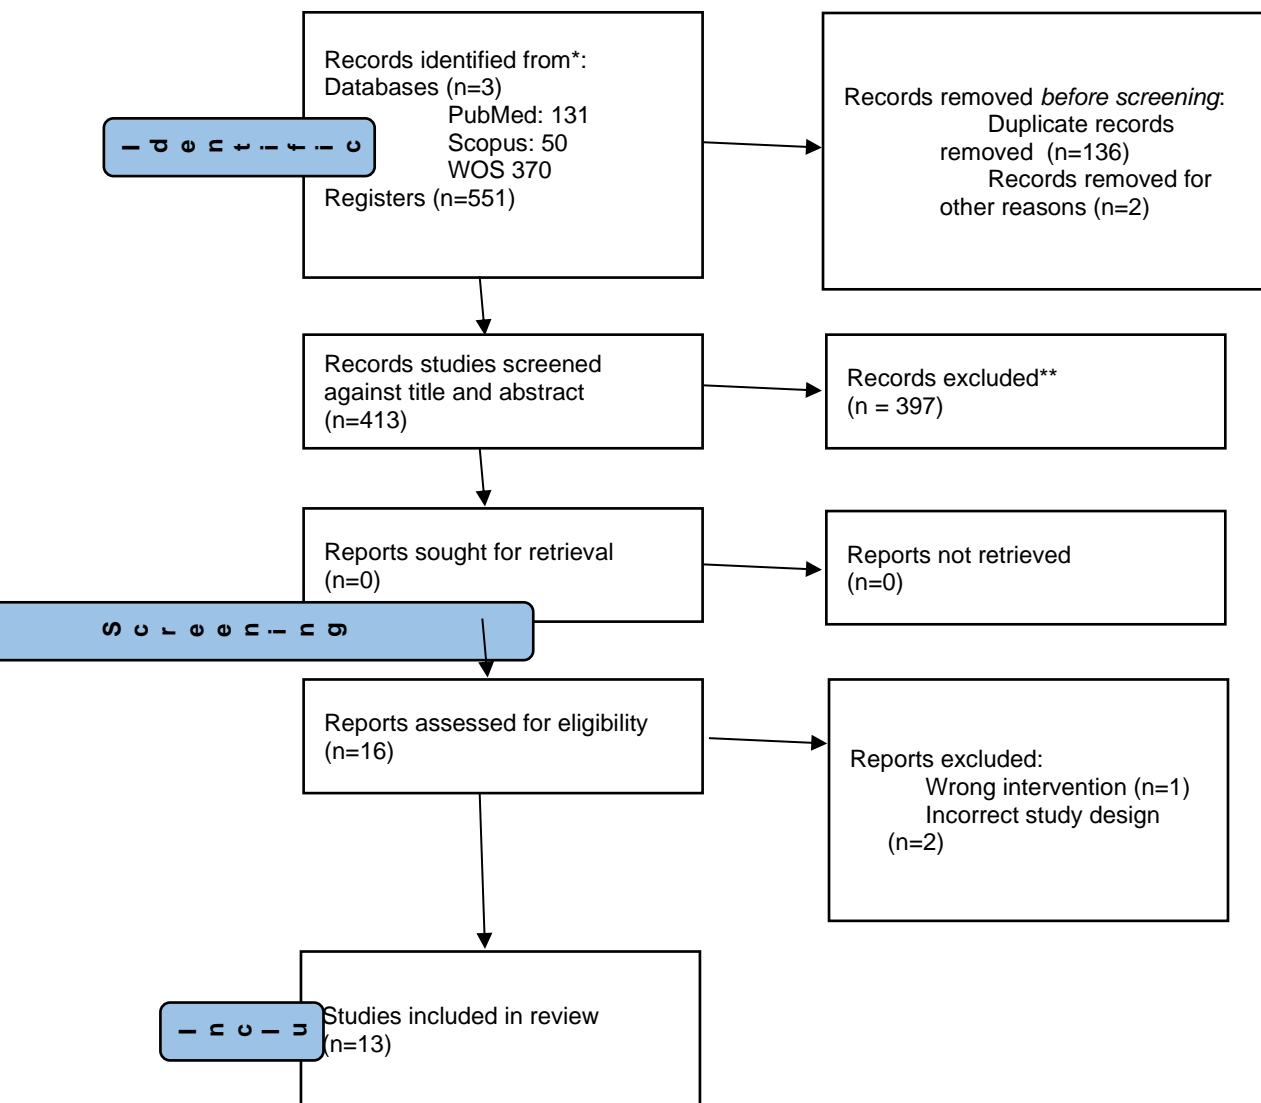 Records identified from*:
Databases (n=3)
PubMed: 131
Scopus: 50
WOS 370
Registers (n=551)
Identific
Records removed before screening:
Duplicate records
removed (n=136)
Records removed for
other reasons (n=2)
Records studies screened
against title and abstract
(n=413)
Records excluded**
(n = 397)
Reports sought for retrieval
(n=0)
Reports not retrieved
(n=0)
Screening
Reports assessed for eligibility
(n=16)
Reports excluded:
Wrong intervention (n=1)
Incorrect study design
(n=2)
Inclu
Studies included in review
(n=13)